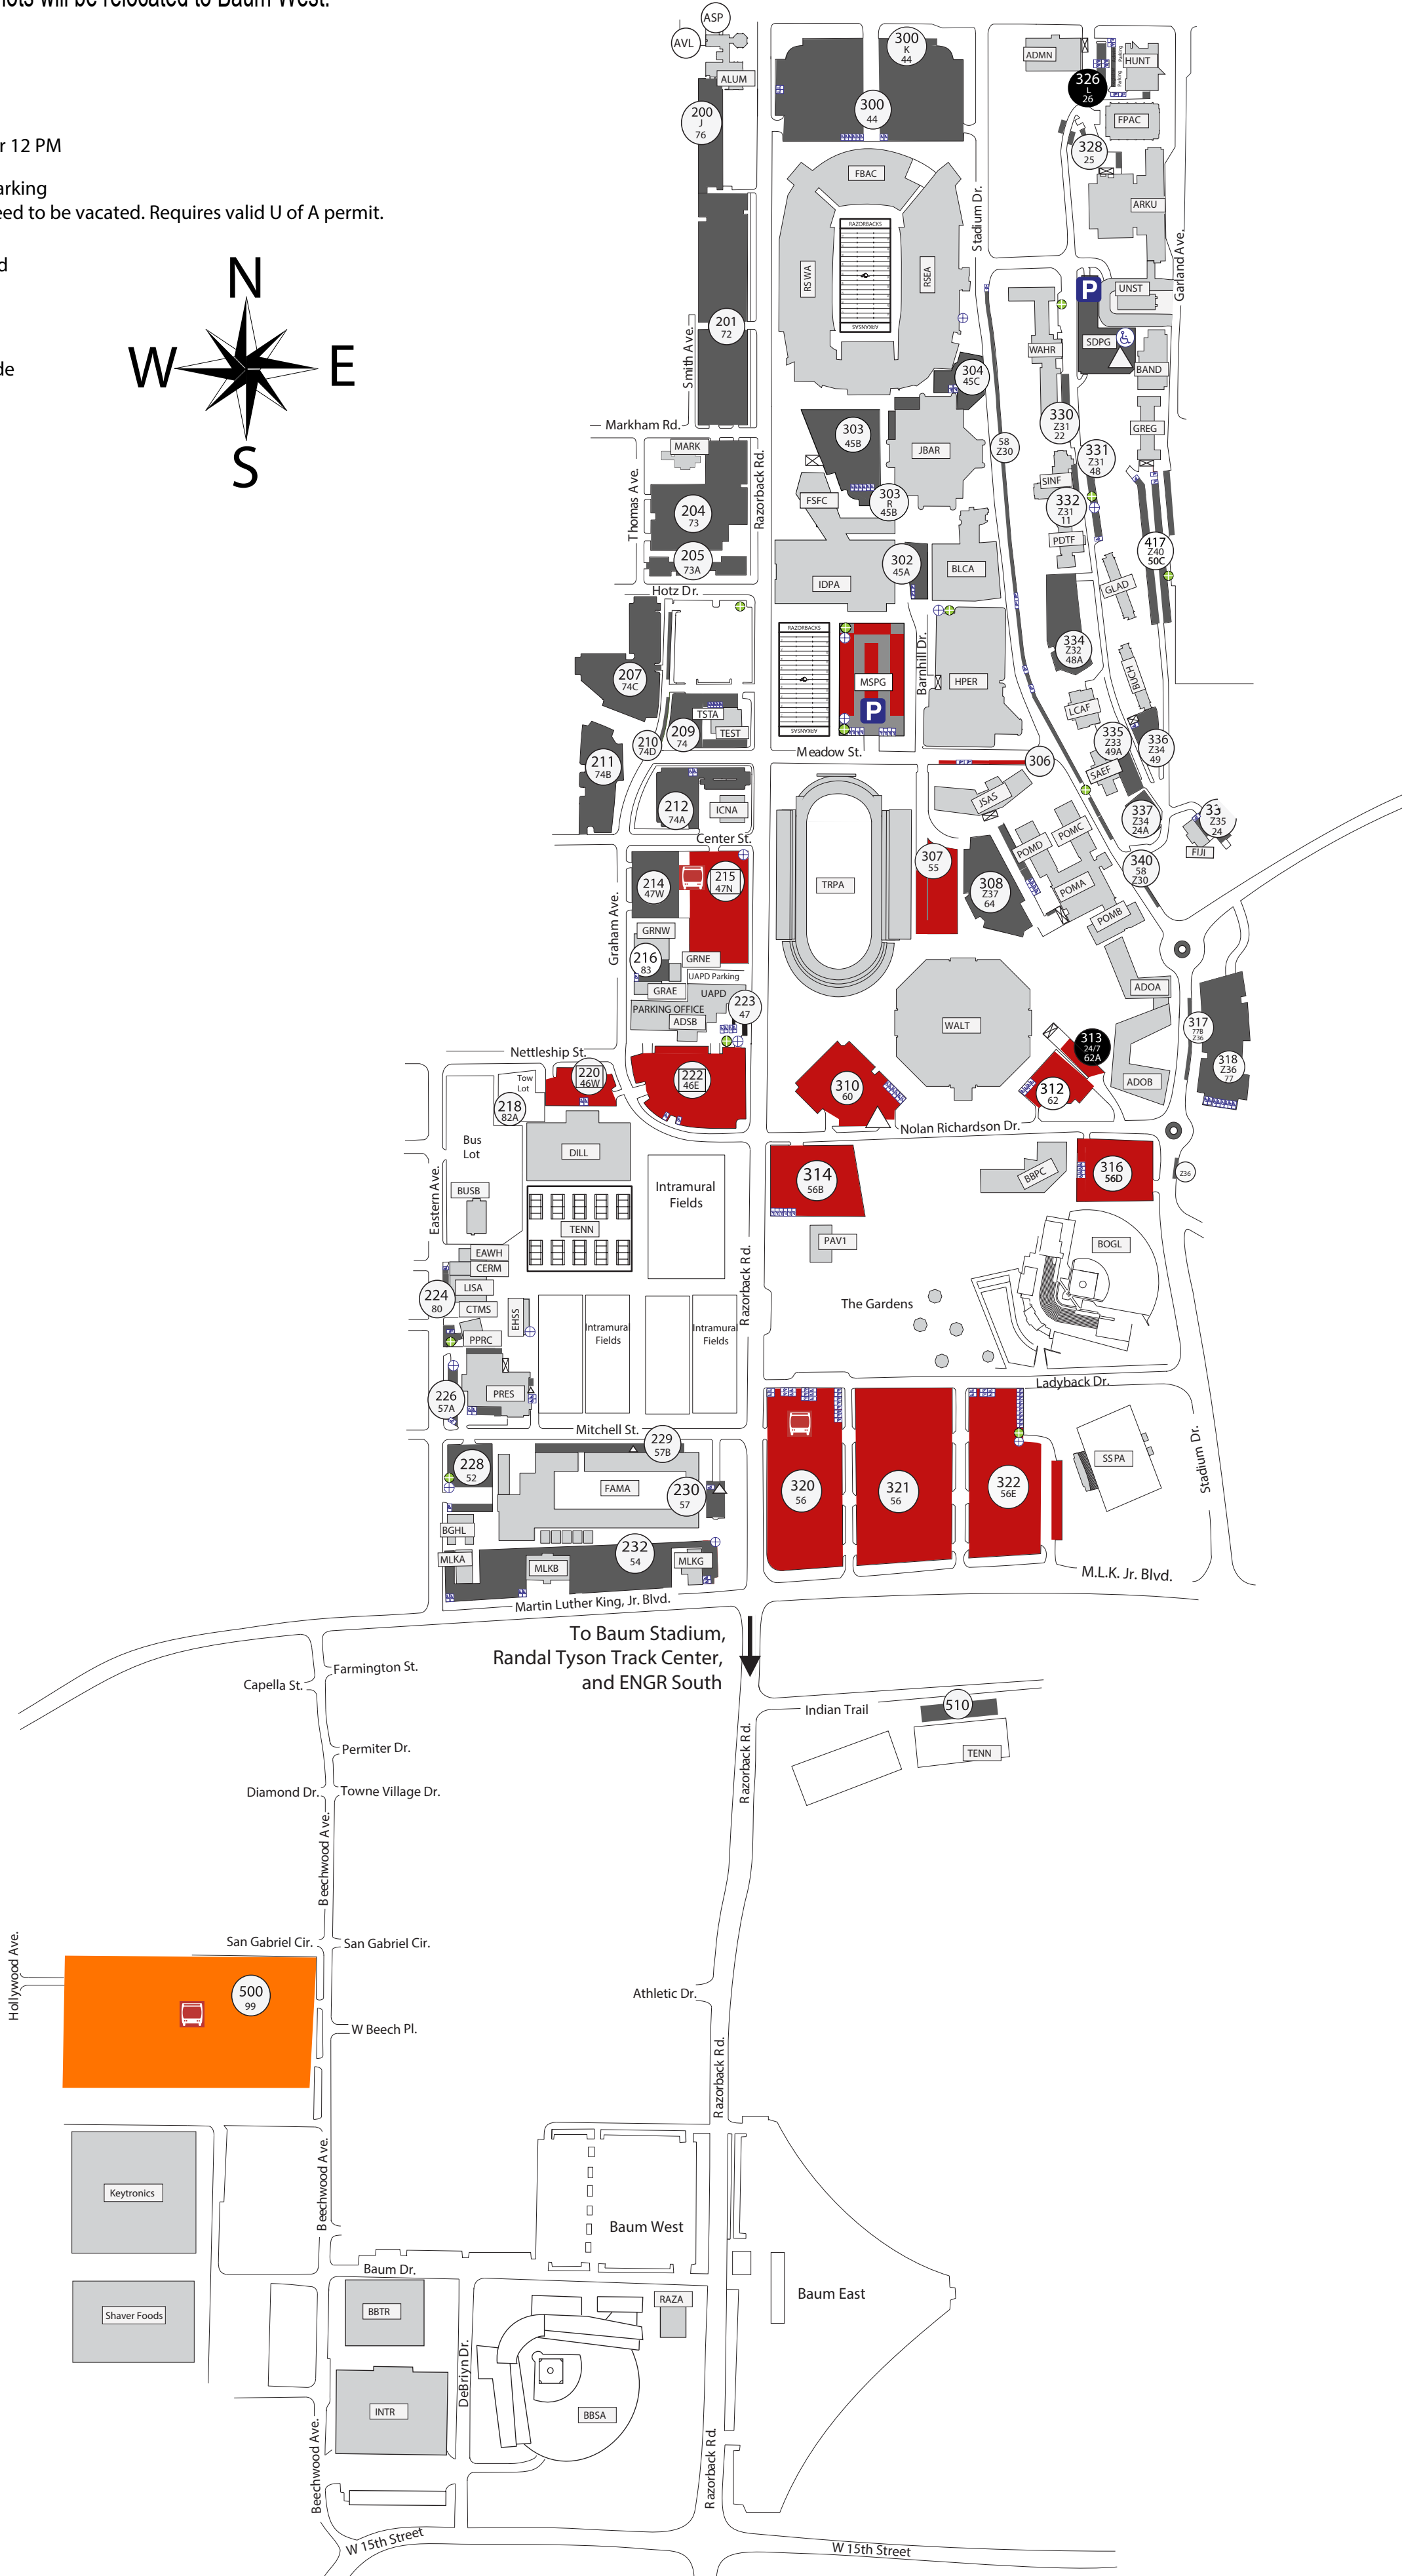 lots will be relocated to Baum West.
r 12 PM
arking
eed to be vacated. Requires valid U of A permit.
d
de
N
W E
S
ASP
AVL
ALUM
200
J
76
300
K
44
300
44
ADMN
HUNT
Parking
Parking
326
L
26
FPAC
328
25
ARKU
FBAC
RAZORBACKS
RSWA
RSEA
ARKANSAS
Stadium Dr.
Garland Ave.
UNST
P
SDPG
BAND
WAHR
201
72
Smith Ave.
304
45C
Markham Rd.
MARK
303
45B
JBAR
58
Z30
330
Z31
22
GREG
331
Z31
48
SINF
332
Z31
11
PDTF
Thomas Ave.
204
73
Razorback Rd.
FSFC
303
R
45B
417
Z40
50C
205
73A
302
45A
BLCA
IDPA
GLAD
Hotz Dr.
RAZORBACKS
ARKANSAS
MSPG
P
Barnhill Dr.
HPER
334
Z32
48A
BUCH
LCAF
207
74C
TSTA
TEST
209
74
210
74D
211
74B
Meadow St.
306
335
Z33
49A
336
Z34
49
SAEF
JSAS
212
74A
ICNA
Center St.
337
Z34
24A
Z35
24
FIJI
POMC
POMD
POMA
POMB
340
58
Z30
307
55
308
Z37
64
TRPA
214
47W
215
47N
Graham Ave.
GRNW
216
83
GRNE
UAPD Parking
GRAE
UAPD
PARKING OFFICE
ADSB
223
47
ADOA
317
77B
Z36
318
Z36
77
WALT
313
24/7
62A
ADOB
Nettleship St.
Tow
Lot
220
46W
222
46E
310
60
312
62
218
82A
Nolan Richardson Dr.
Bus
Lot
DILL
BUSB
Eastern Ave.
TENN
Intramural
Fields
314
56B
PAV1
BBPC
316
56D
Z36
BOGL
EAWH
CERM
LISA
CTMS
224
80
EHSS
PPRC
Intramural
Fields
Intramural
Fields
Razorback Rd.
The Gardens
Ladyback Dr.
226
57A
PRES
Mitchell St.
229
57B
228
52
FAMA
230
57
320
56
321
56
322
56E
SSPA
Stadium Dr.
BGHL
MLKA
MLKB
232
54
MLKG
M.L.K. Jr. Blvd.
Martin Luther King, Jr. Blvd.
To Baum Stadium,
Randal Tyson Track Center,
and ENGR South
Farmington St.
Capella St.
Indian Trail
510
TENN
Permiter Dr.
Diamond Dr.
Towne Village Dr.
Razorback Rd.
Beechwood Ave.
San Gabriel Cir.
San Gabriel Cir.
Hollywood Ave.
500
99
W Beech Pl.
Athletic Dr.
Razorback Rd.
Keytronics
Beechwood Ave.
Baum West
Baum Dr.
Baum East
Shaver Foods
BBTR
RAZA
DeBriyn Dr.
INTR
BBSA
Beechwood Ave.
Razorback Rd.
W 15th Street
W 15th Street